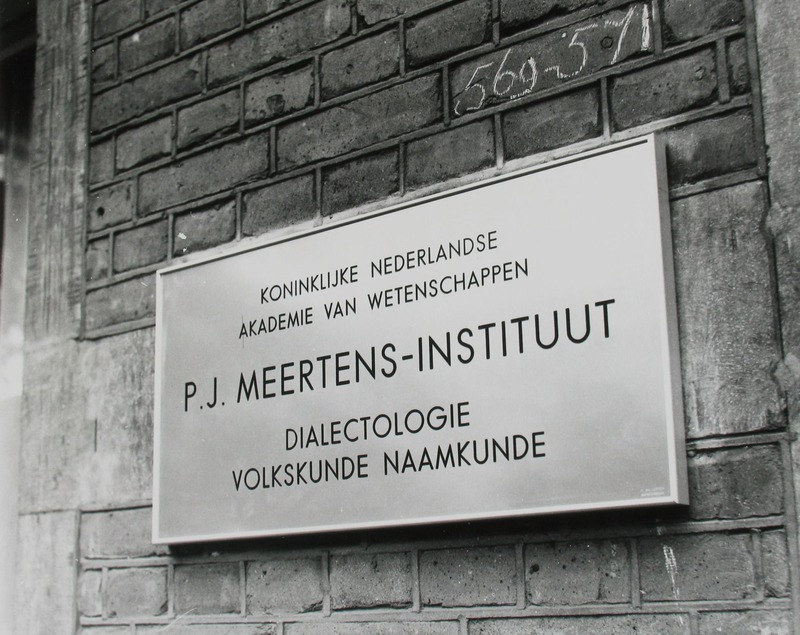 569-571
KONINKLIJKE NEDERLANDSE
AKADEMIE VAN WETENSCHAPPEN
P.J. MEERTENS-INSTITUUT
DIALECTOLOGIE
VOLKSKUNDE NAAMKUNDE